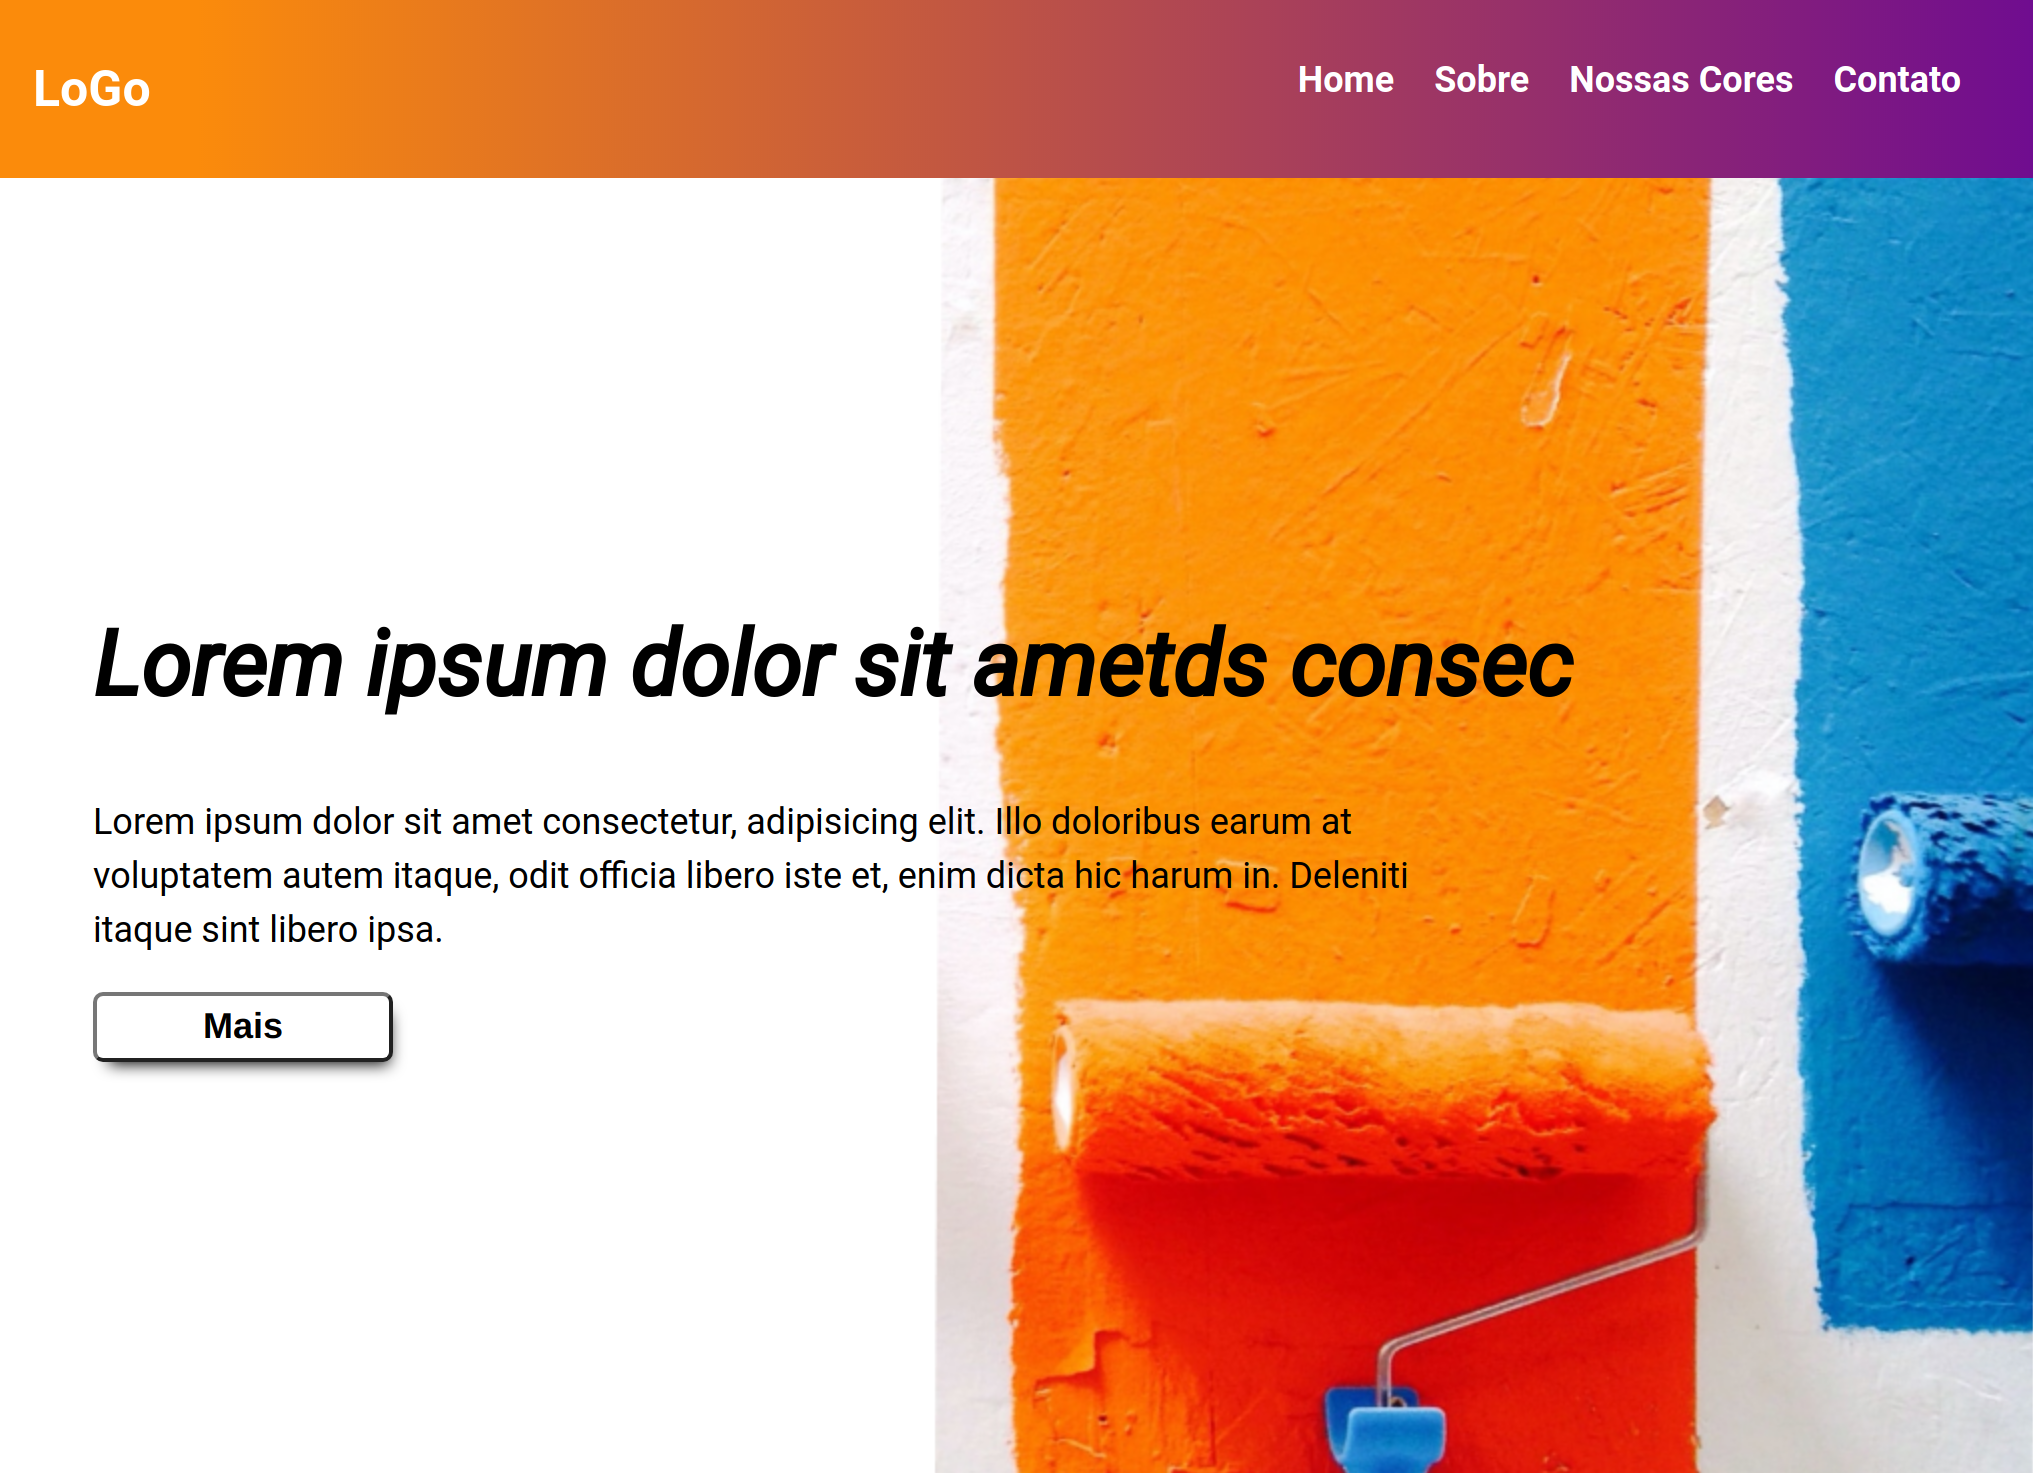 LoGo
Home Sobre Nossas Cores Contato
Lorem ipsum dolor sit ametds consec
Lorem ipsum dolor sit amet consectetur, adipisicing elit. Illo doloribus earum at
voluptatem autem itaque, odit officia libero iste et, enim dicta hic harum in. Deleniti
itaque sint libero ipsa.
Mais